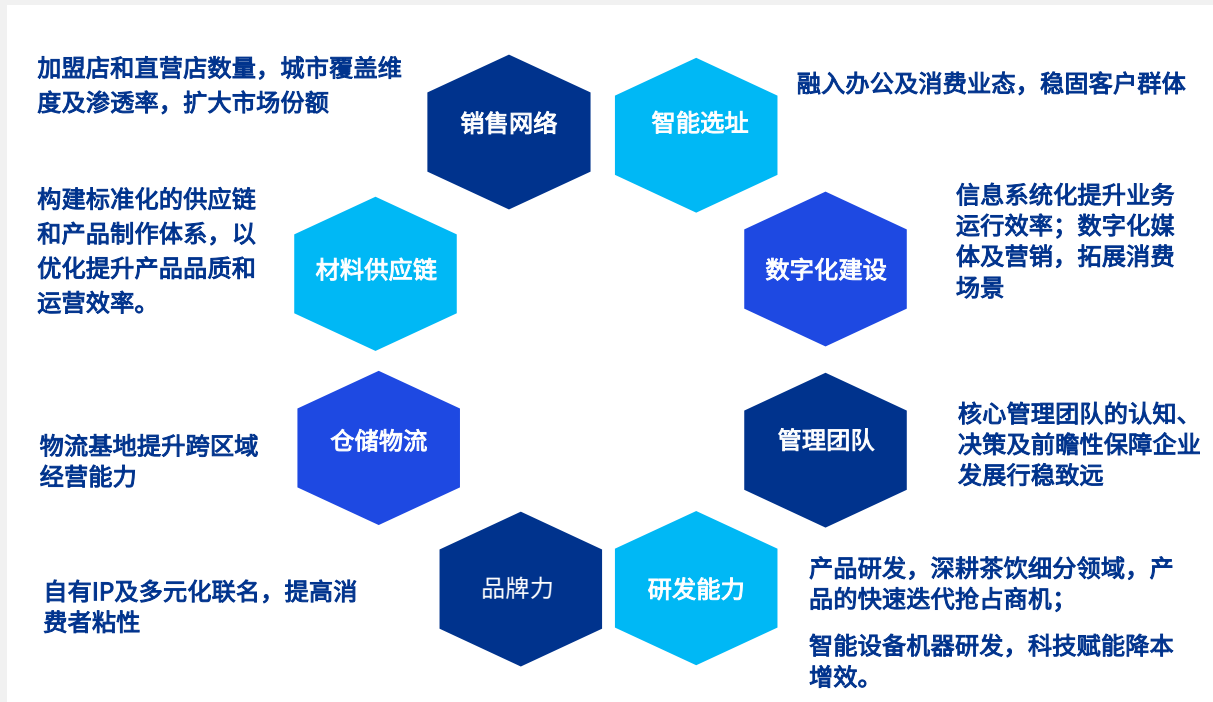 加盟店和直营店数量，城市覆盖维
度及渗透率，扩大市场份额
销售网络
智能选址
融入办公及消费业态，稳固客户群体
构建标准化的供应链
和产品制作体系，以
优化提升产品品质和
运营效率。
材料供应链
数字化建设
信息系统化提升业务
运行效率；数字化媒
体及营销，拓展消费
场景
物流基地提升跨区域
经营能力
仓储物流
管理团队
核心管理团队的认知、
决策及前瞻性保障企业
发展行稳致远
自有IP及多元化联名，提高消
费者粘性
品牌力
研发能力
产品研发，深耕茶饮细分领域，产
品的快速迭代抢占商机；
智能设备机器研发，科技赋能降本
增效。